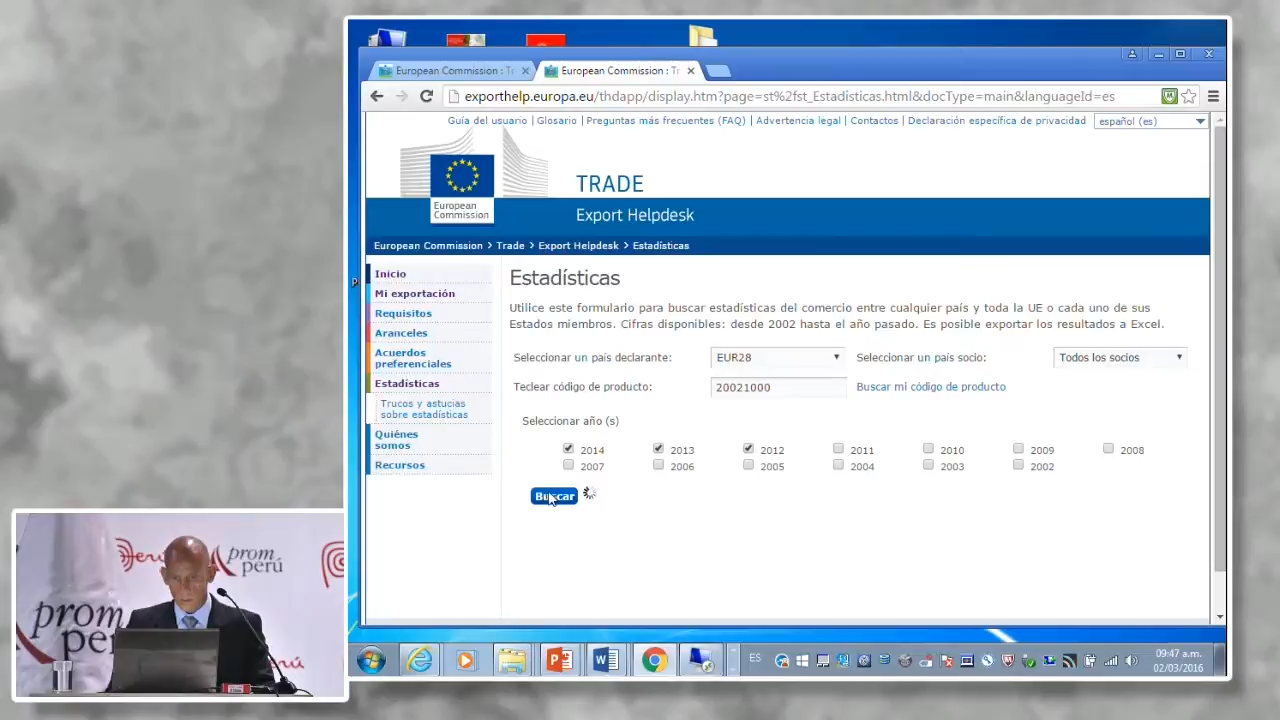 European Commission : Tr
European Commission : Tr
exporthelp.europa.eu/thdapp/display.htm?page=st%2fst_Estadisticas.html&docType=main&languageId=es
Guía del usuario | Glosario | Preguntas más frecuentes (FAQ) | Advertencia legal | Contactos | Declaración específica de privacidad
español (es)
European
Commission
TRADE
Export Helpdesk
European Commission > Trade > Export Helpdesk > Estadísticas
Inicio
Mi exportación
Requisitos
Aranceles
Acuerdos
preferenciales
Estadísticas
Trucos y astucias
sobre estadísticas
Quiénes
somos
Recursos
Estadísticas
Utilice este formulario para buscar estadísticas del comercio entre cualquier país y toda la UE o cada uno de sus
Estados miembros. Cifras disponibles: desde 2002 hasta el año pasado. Es posible exportar los resultados a Excel.
Seleccionar un país declarante: EUR28 Seleccionar un país socio: Todos los socios
Teclear código de producto: 20021000 Buscar mi código de producto
Seleccionar año (s)
2014 2013 2012 2011 2010 2009 2008
2007 2006 2005 2004 2003 2002
Buscar
ES
09:47 a.m.
02/03/2016
Perú
prom
perú
prom